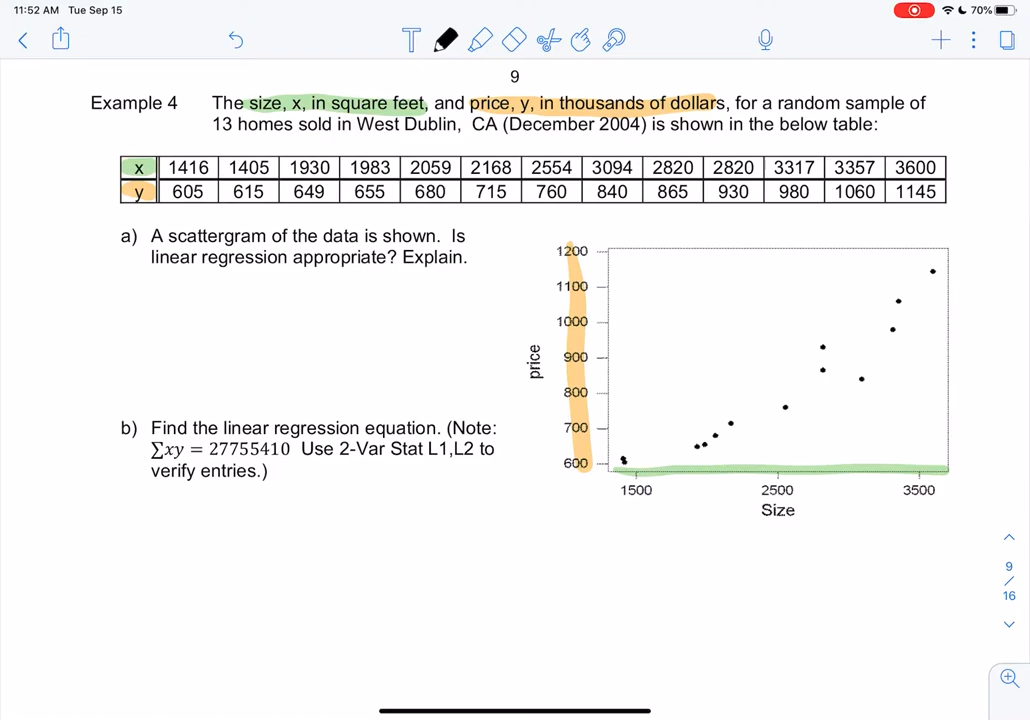 11:52 AM Tue Sep 15
70%
T
9
Example 4 The size, x, in square feet, and price, y, in thousands of dollars, for a random sample of
13 homes sold in West Dublin, CA (December 2004) is shown in the below table:
x 1416 1405 1930 1983 2059 2168 2554 3094 2820 2820 3317 3357 3600
y 605 615 649 655 680 715 760 840 865 930 980 1060 1145
a) A scattergram of the data is shown. Is
linear regression appropriate? Explain.
b) Find the linear regression equation. (Note:
∑xy = 27755410 Use 2-Var Stat L1,L2 to
verify entries.)
1200
1100
1000
900
800
700
600
price
1500 2500 3500
Size
9
/
16